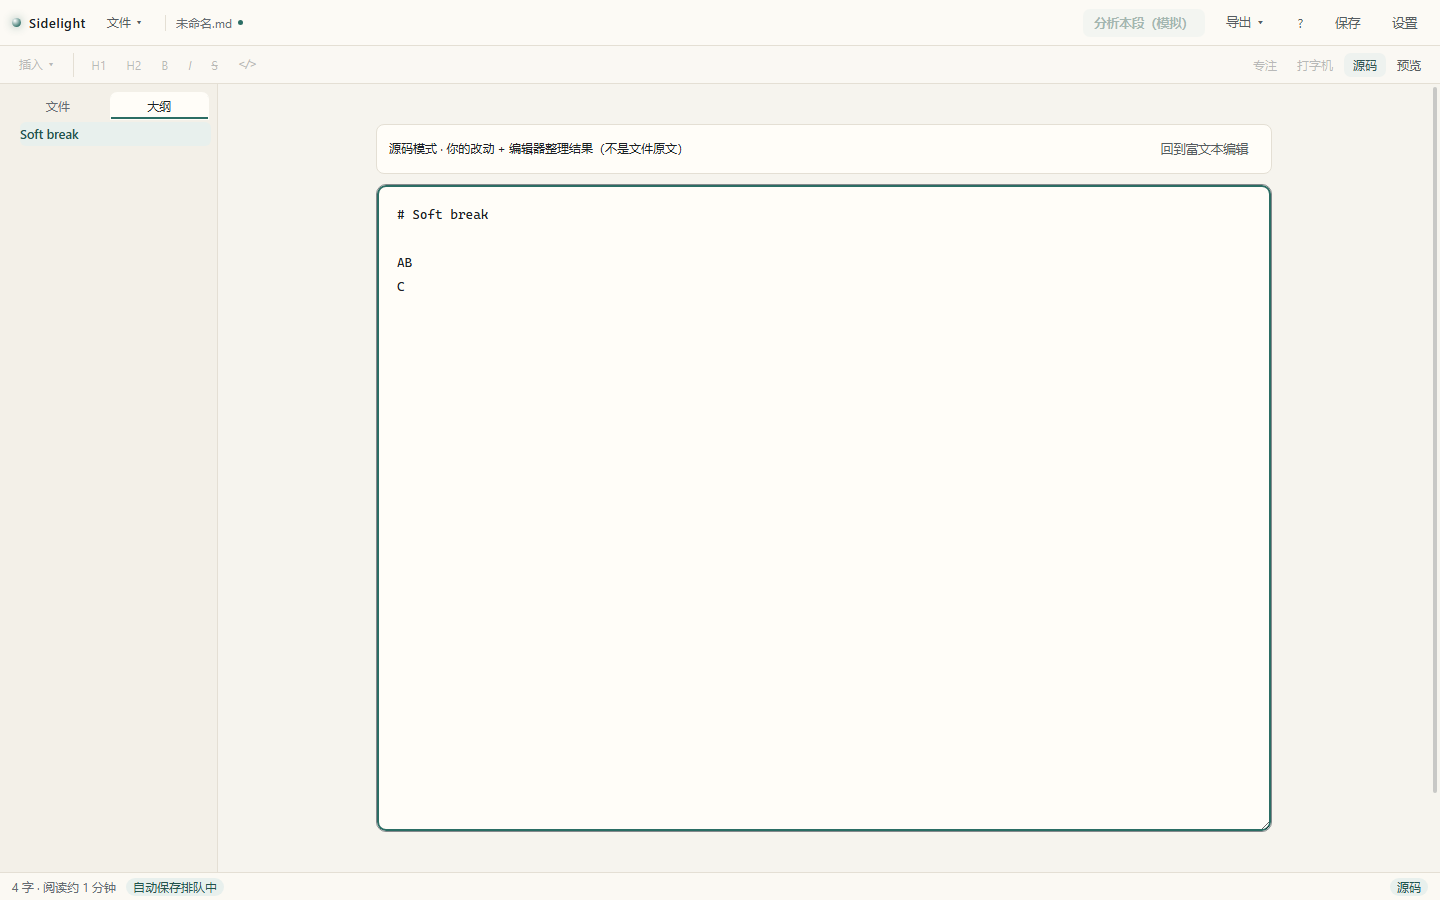 Sidelight 文件 未命名.md 分析本段（模拟） 导出 ? 保存 设置
插入 H1 H2 B I S </> 专注 打字机 源码 预览
文件 大纲
Soft break
源码模式 · 你的改动 + 编辑器整理结果（不是文件原文） 回到富文本编辑
# Soft break
AB
C
4 字 · 阅读约 1 分钟 自动保存排队中 源码